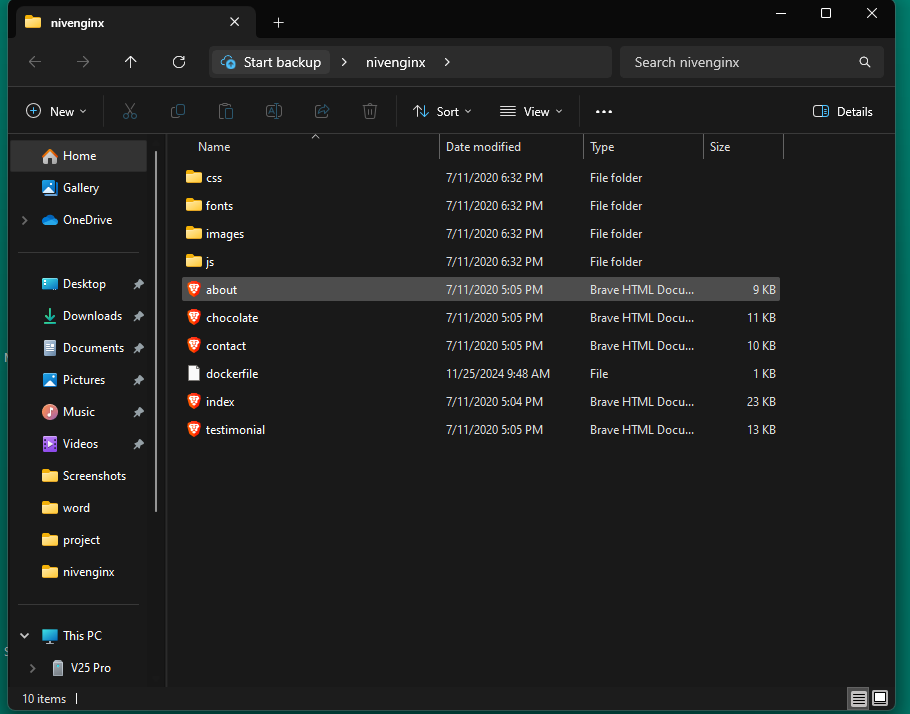 nivenginx
Start backup
nivenginx
Search nivenginx
New
Sort
View
Details
Name Date modified Type Size
Home
Gallery
OneDrive
Desktop
Downloads
Documents
Pictures
Music
Videos
Screenshots
word
project
nivenginx
This PC
V25 Pro
css 7/11/2020 6:32 PM File folder
fonts 7/11/2020 6:32 PM File folder
images 7/11/2020 6:32 PM File folder
js 7/11/2020 6:32 PM File folder
about 7/11/2020 5:05 PM Brave HTML Docu... 9 KB
chocolate 7/11/2020 5:05 PM Brave HTML Docu... 11 KB
contact 7/11/2020 5:05 PM Brave HTML Docu... 10 KB
dockerfile 11/25/2024 9:48 AM File 1 KB
index 7/11/2020 5:04 PM Brave HTML Docu... 23 KB
testimonial 7/11/2020 5:05 PM Brave HTML Docu... 13 KB
10 items